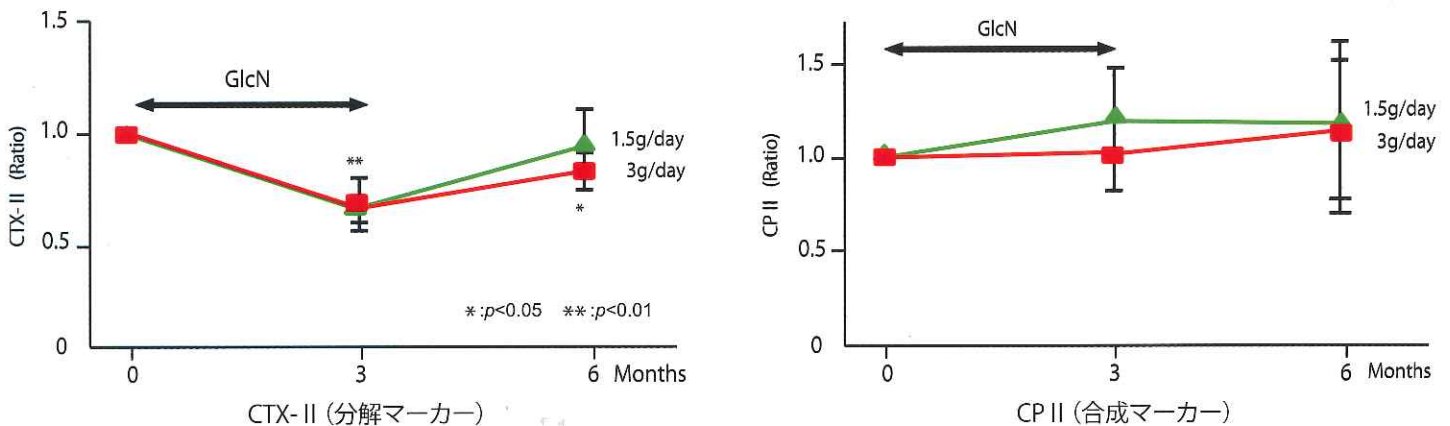 1.5
1.0
0.5
0
CTX-II (Ratio)
GlcN
**
*
1.5g/day
3g/day
*:p<0.05 **:p<0.01
0 3 6 Months
CTX-II（分解マーカー）
1.5
1.0
0.5
0
CP II (Ratio)
GlcN
1.5g/day
3g/day
0 3 6 Months
CP II（合成マーカー）